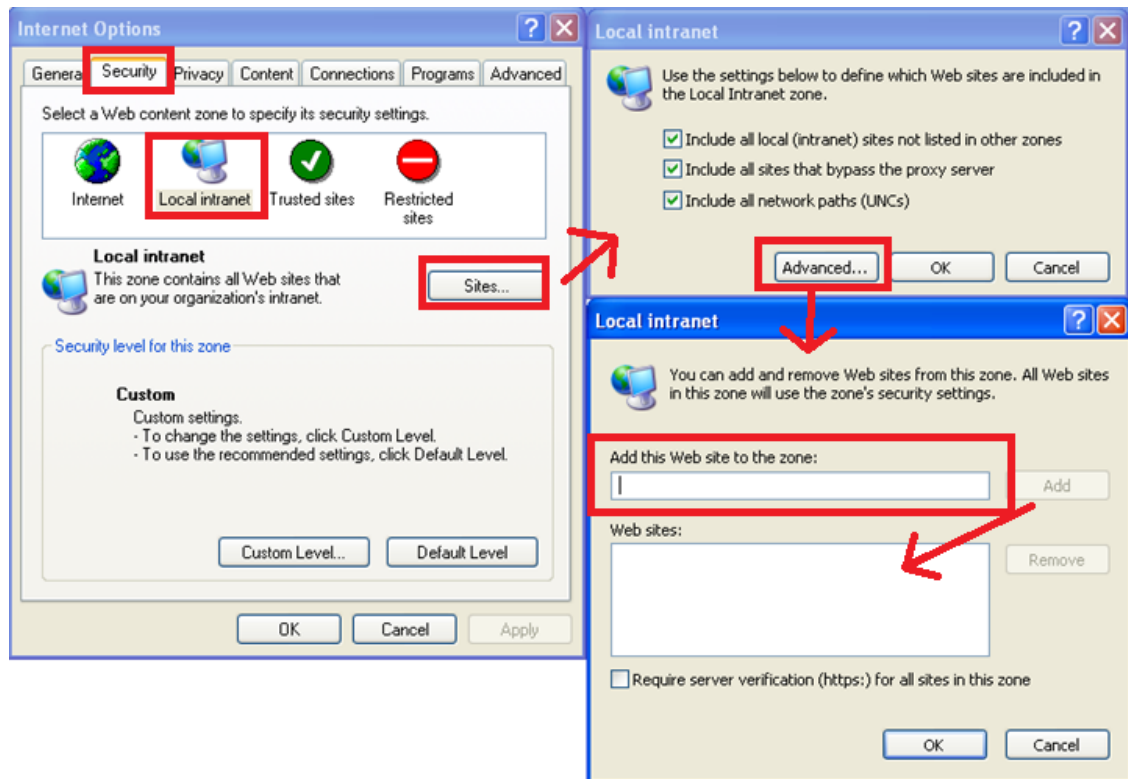 Internet Options
General Security Privacy Content Connections Programs Advanced
Select a Web content zone to specify its security settings.
Internet Local intranet Trusted sites Restricted
sites
Local intranet
This zone contains all Web sites that
are on your organization's intranet.
Sites...
Security level for this zone
Custom
Custom settings.
- To change the settings, click Custom Level.
- To use the recommended settings, click Default Level.
Custom Level... Default Level
OK Cancel Apply
Local intranet
Use the settings below to define which Web sites are included in
the Local Intranet zone.
Include all local (intranet) sites not listed in other zones
Include all sites that bypass the proxy server
Include all network paths (UNCs)
Advanced... OK Cancel
Local intranet
You can add and remove Web sites from this zone. All Web sites
in this zone will use the zone's security settings.
Add this Web site to the zone:
Add
Web sites:
Remove
Require server verification (https:) for all sites in this zone
OK Cancel